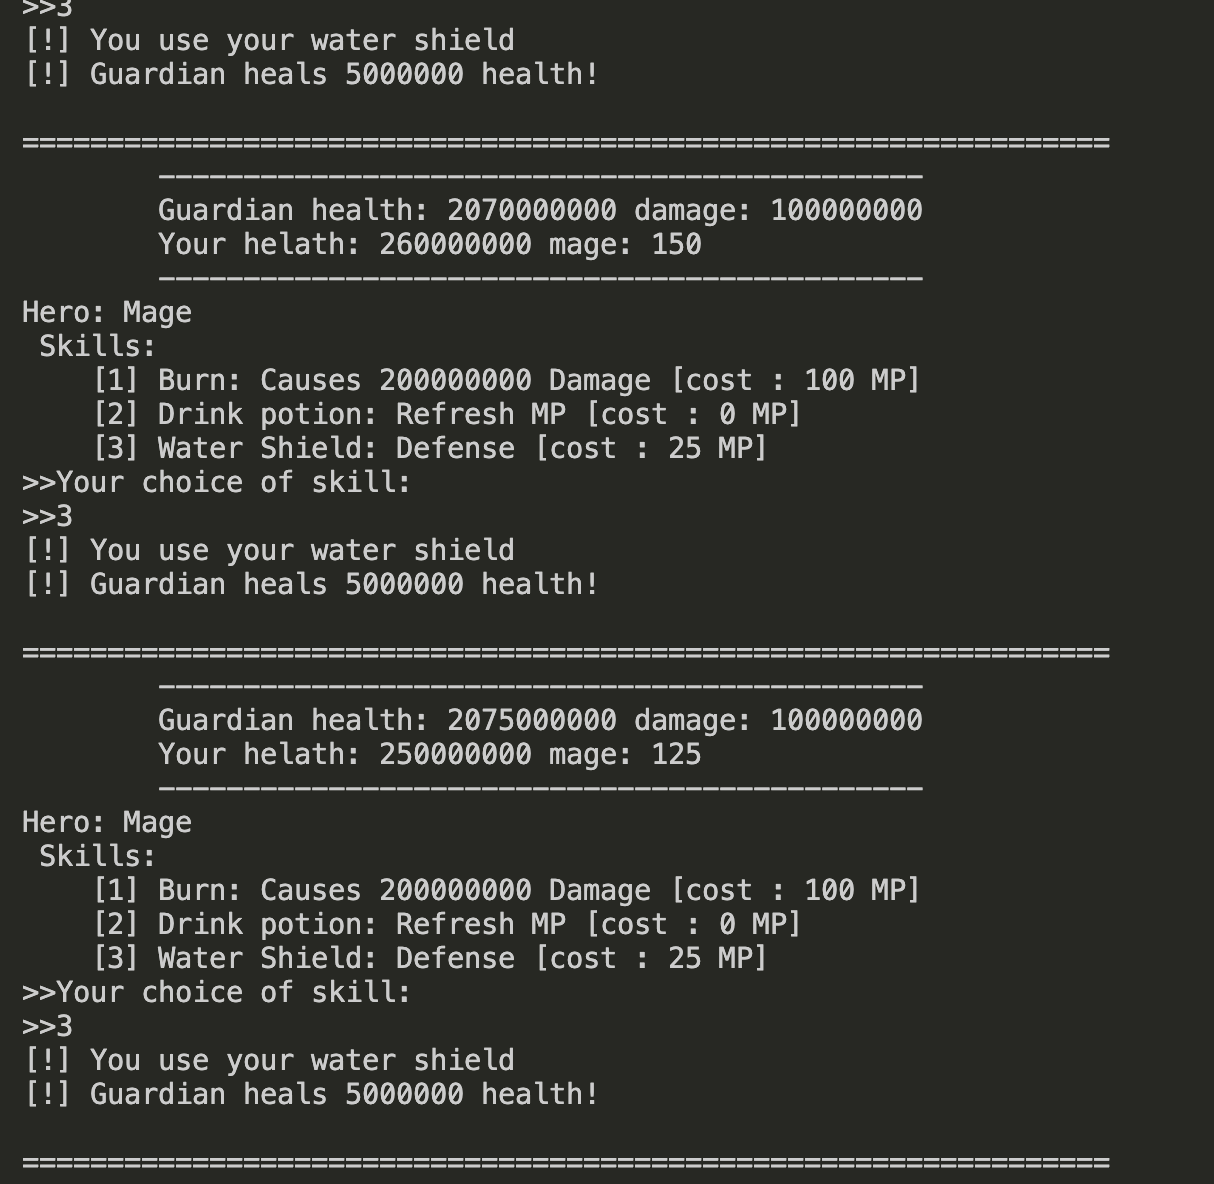 >>3
[!] You use your water shield
[!] Guardian heals 5000000 health!
================================================================
---------------------------------------------
Guardian health: 2070000000 damage: 100000000
Your helath: 260000000 mage: 150
---------------------------------------------
Hero: Mage
Skills:
[1] Burn: Causes 200000000 Damage [cost : 100 MP]
[2] Drink potion: Refresh MP [cost : 0 MP]
[3] Water Shield: Defense [cost : 25 MP]
>>Your choice of skill:
>>3
[!] You use your water shield
[!] Guardian heals 5000000 health!
================================================================
---------------------------------------------
Guardian health: 2075000000 damage: 100000000
Your helath: 250000000 mage: 125
---------------------------------------------
Hero: Mage
Skills:
[1] Burn: Causes 200000000 Damage [cost : 100 MP]
[2] Drink potion: Refresh MP [cost : 0 MP]
[3] Water Shield: Defense [cost : 25 MP]
>>Your choice of skill:
>>3
[!] You use your water shield
[!] Guardian heals 5000000 health!
================================================================